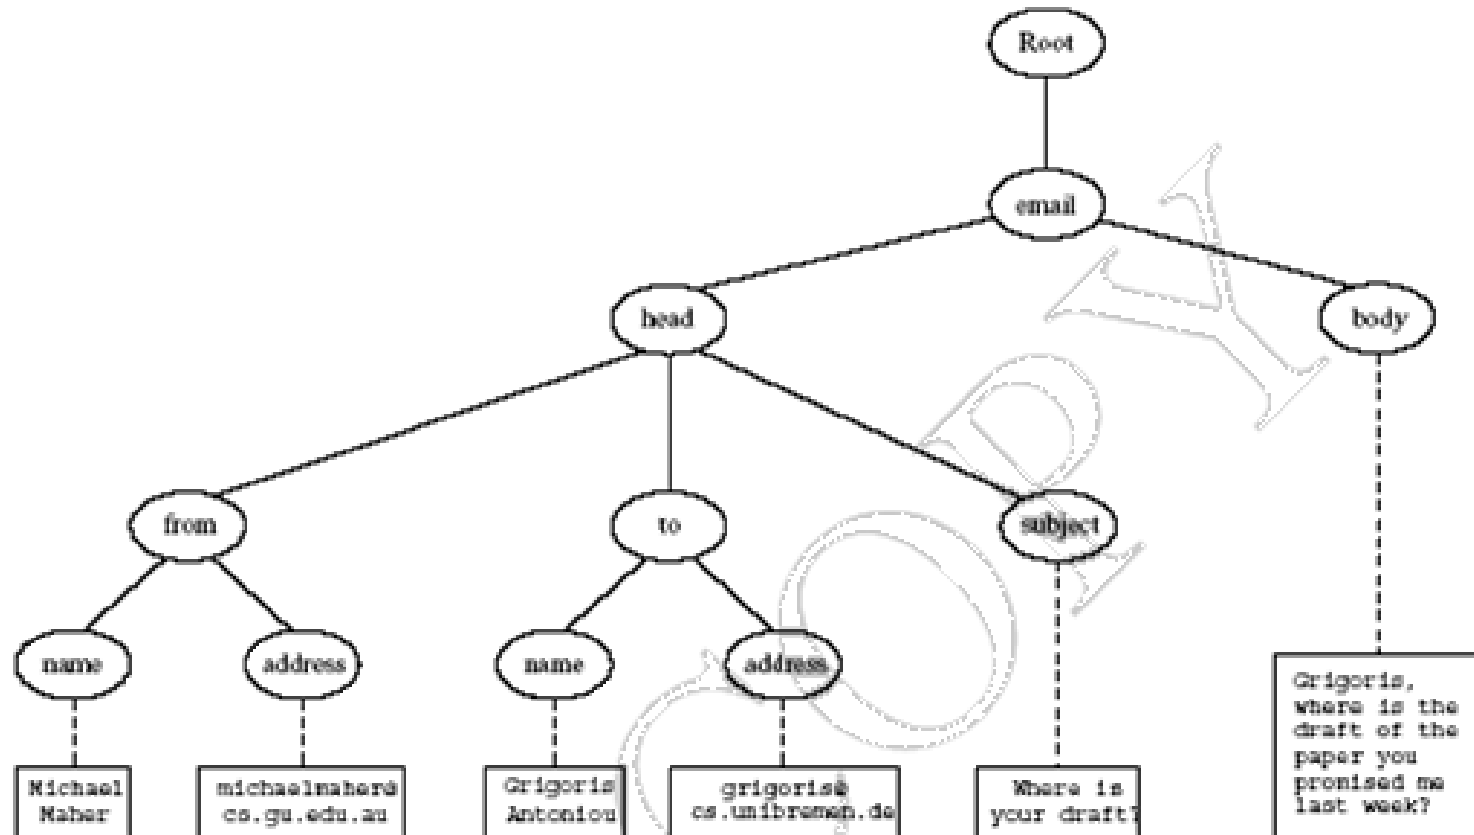 Root
email
head
body
from
to
subject
name
address
name
address
Michael
Maher
michaelmaher@
cs.gu.edu.au
Grigoris
Antoniou
grigoris@
cs.unibremen.de
Where is
your draft?
Grigoris,
where is the
draft of the
paper you
promised me
last week?
COPY